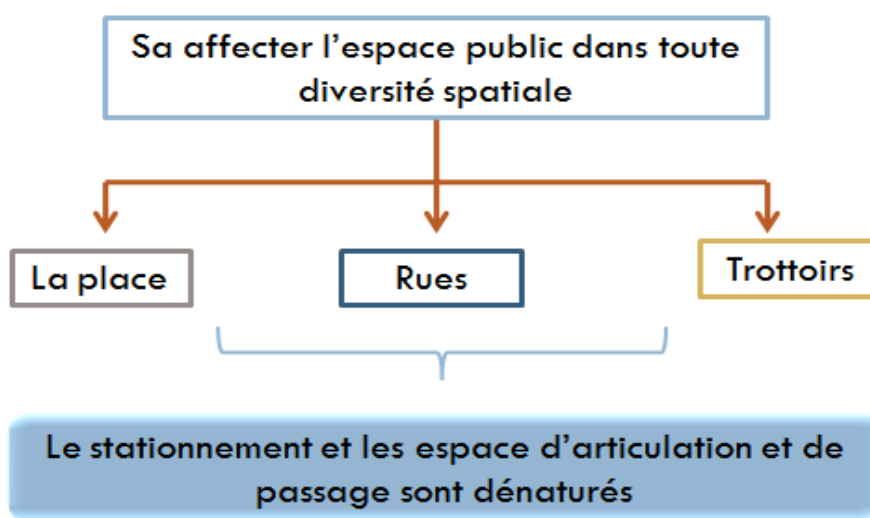 Sa affecter l’espace public dans toute
diversité spatiale
La place
Rues
Trottoirs
Le stationnement et les espace d’articulation et de
passage sont dénaturés